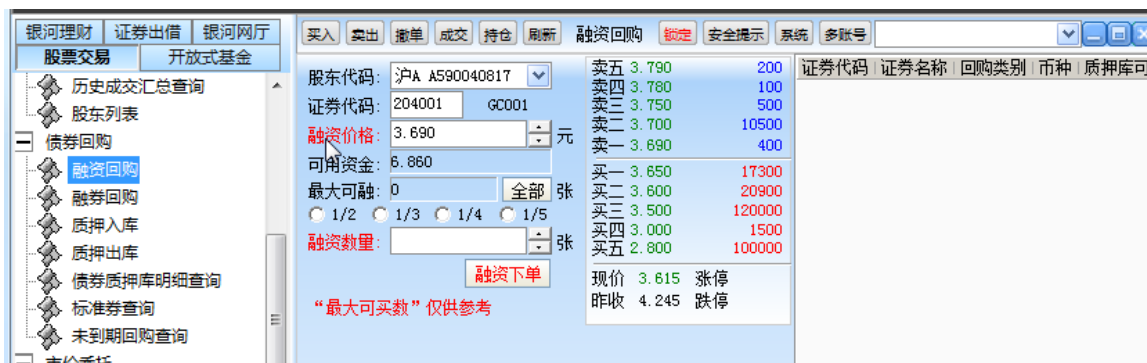 银河理财 证券出借 银河网厅
股票交易 开放式基金
历史成交汇总查询
股东列表
债券回购
融资回购
融券回购
质押入库
质押出库
债券质押库明细查询
标准券查询
未到期回购查询
买入 卖出 撤单 成交 持仓 刷新 融资回购 锁定 安全提示 系统 多账号
股东代码: 沪A A590040817
证券代码: 204001 GC001
融资价格: 3.690 元
可用资金: 6.860
最大可融: 0 全部 张
1/2 1/3 1/4 1/5
融资数量: 张
融资下单
“最大可买数”仅供参考
卖五 3.790 200
卖四 3.780 100
卖三 3.750 500
卖二 3.700 10500
卖一 3.690 400
买一 3.650 17300
买二 3.600 20900
买三 3.500 120000
买四 3.000 1500
买五 2.800 100000
现价 3.615 涨停
昨收 4.245 跌停
证券代码 证券名称 回购类别 币种 质押库可